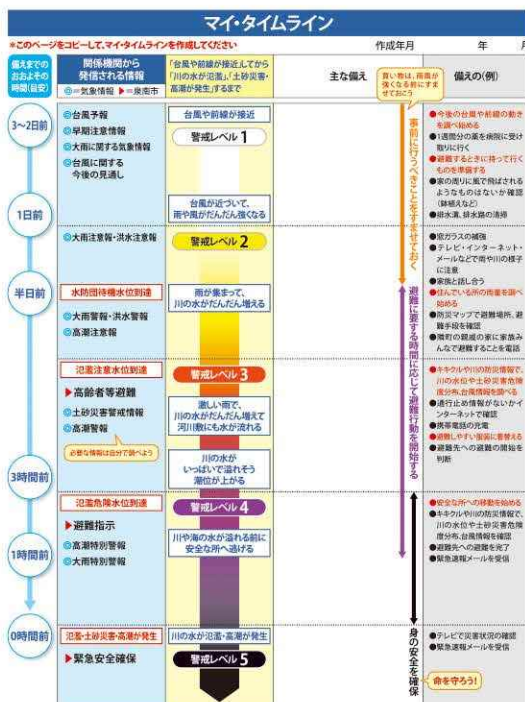 マイ・タイムライン
*このページをコピーして、マイ・タイムラインを作成してください
作成年月　年　月
備えまでの
おおよその
時間(目安)
関係機関から
発信される情報
◎=気象情報 ▶=泉南市
「台風や前線が接近してから
「川の水が氾濫」、「土砂災害・
高潮が発生」するまで
主な備え
買い物は、雨風が
強くなる前にすま
せておこう
備えの(例)
3〜2日前
◎台風予報
◎早期注意情報
◎大雨に関する気象情報
◎台風に関する
今後の見通し
台風や前線が接近
警戒レベル 1
台風が近づいて、
雨や風がだんだん強くなる
事前に行うべきことをすませておく
●今後の台風や前線の動き
を調べ始める
●1週間分の薬を病院に受け
取りに行く
●避難するときに持って行く
ものを準備する
●家の周りに風で飛ばされる
ようなものはないか確認
(鉢植えなど)
●排水溝、排水路の清掃
1日前
◎大雨注意報・洪水注意報
警戒レベル 2
●窓ガラスの補強
●テレビ・インターネット・
メールなどで雨や川の様子
に注意
●家族と話し合う
半日前
水防団待機水位到達
◎大雨警報・洪水警報
◎高潮注意報
雨が集まって、
川の水がだんだん増える
避難に要する時間に応じて避難行動を開始する
●住んでいる所の雨量を調べ
始める
●防災マップで避難場所、避
難手段を確認
●隣町の親戚の家に家族み
んなで避難することを電話
氾濫注意水位到達
▶高齢者等避難
◎土砂災害警戒情報
◎高潮警報
必要な情報は自分で調べよう
警戒レベル 3
激しい雨で、
川の水がだんだん増えて
河川敷にも水が流れる
川の水が
いっぱいで溢れそう
潮位が上がる
●キキクルや川の防災情報で、
川の水位や土砂災害危険
度分布、台風情報を調べる
●通行止め情報がないかイ
ンターネットで確認
●携帯電話の充電
●避難しやすい服装に着替える
●避難先への避難の開始を
判断
3時間前
氾濫危険水位到達
▶避難指示
◎高潮特別警報
◎大雨特別警報
警戒レベル 4
川や海の水が溢れる前に
安全な所へ逃げる
●安全な所への移動を始める
●キキクルや川の防災情報で、
川の水位や土砂災害危険
度分布、台風情報を確認
●避難先への避難を完了
●緊急速報メールを受信
1時間前
0時間前
氾濫・土砂災害・高潮が発生
▶緊急安全確保
川の水が氾濫・高潮が発生
警戒レベル 5
身の安全を確保
命を守ろう!
●テレビで災害状況の確認
●緊急速報メールを受信